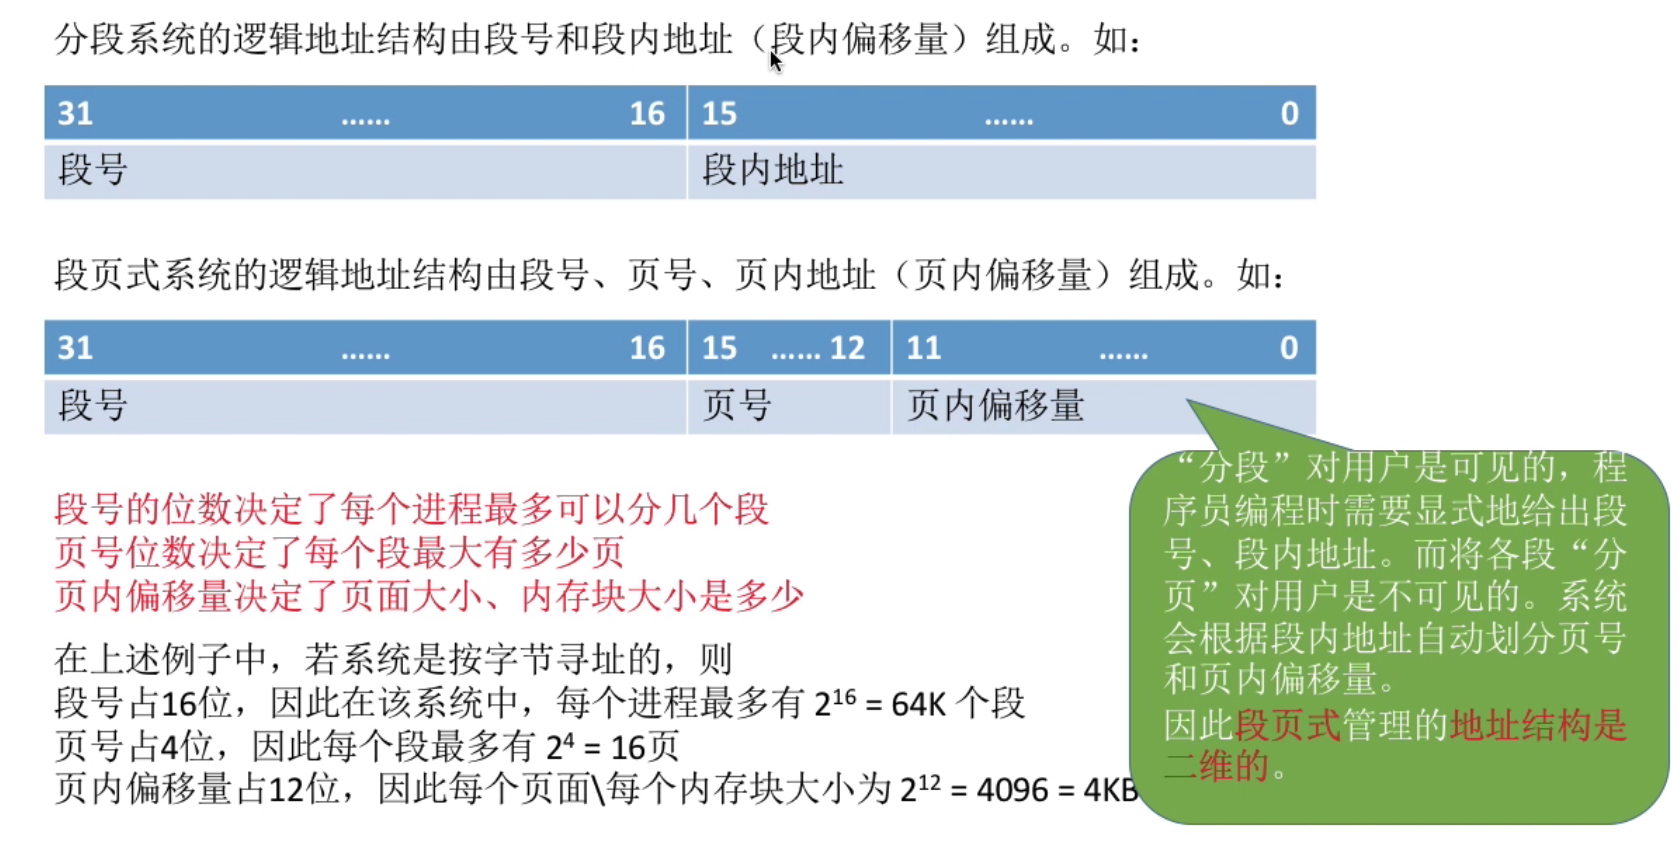 分段系统的逻辑地址结构由段号和段内地址（段内偏移量）组成。如：
31 …… 16 15 …… 0
段号 段内地址
段页式系统的逻辑地址结构由段号、页号、页内地址（页内偏移量）组成。如：
31 …… 16 15 …… 12 11 …… 0
段号 页号 页内偏移量
段号的位数决定了每个进程最多可以分几个段
页号位数决定了每个段最大有多少页
页内偏移量决定了页面大小、内存块大小是多少
在上述例子中，若系统是按字节寻址的，则
段号占16位，因此在该系统中，每个进程最多有 2¹⁶ = 64K 个段
页号占4位，因此每个段最多有 2⁴ = 16页
页内偏移量占12位，因此每个页面\每个内存块大小为 2¹² = 4096 = 4KB
“分段”对用户是可见的，程
序员编程时需要显式地给出段
号、段内地址。而将各段“分
页”对用户是不可见的。系统
会根据段内地址自动划分页号
和页内偏移量。
因此段页式管理的地址结构是
二维的。